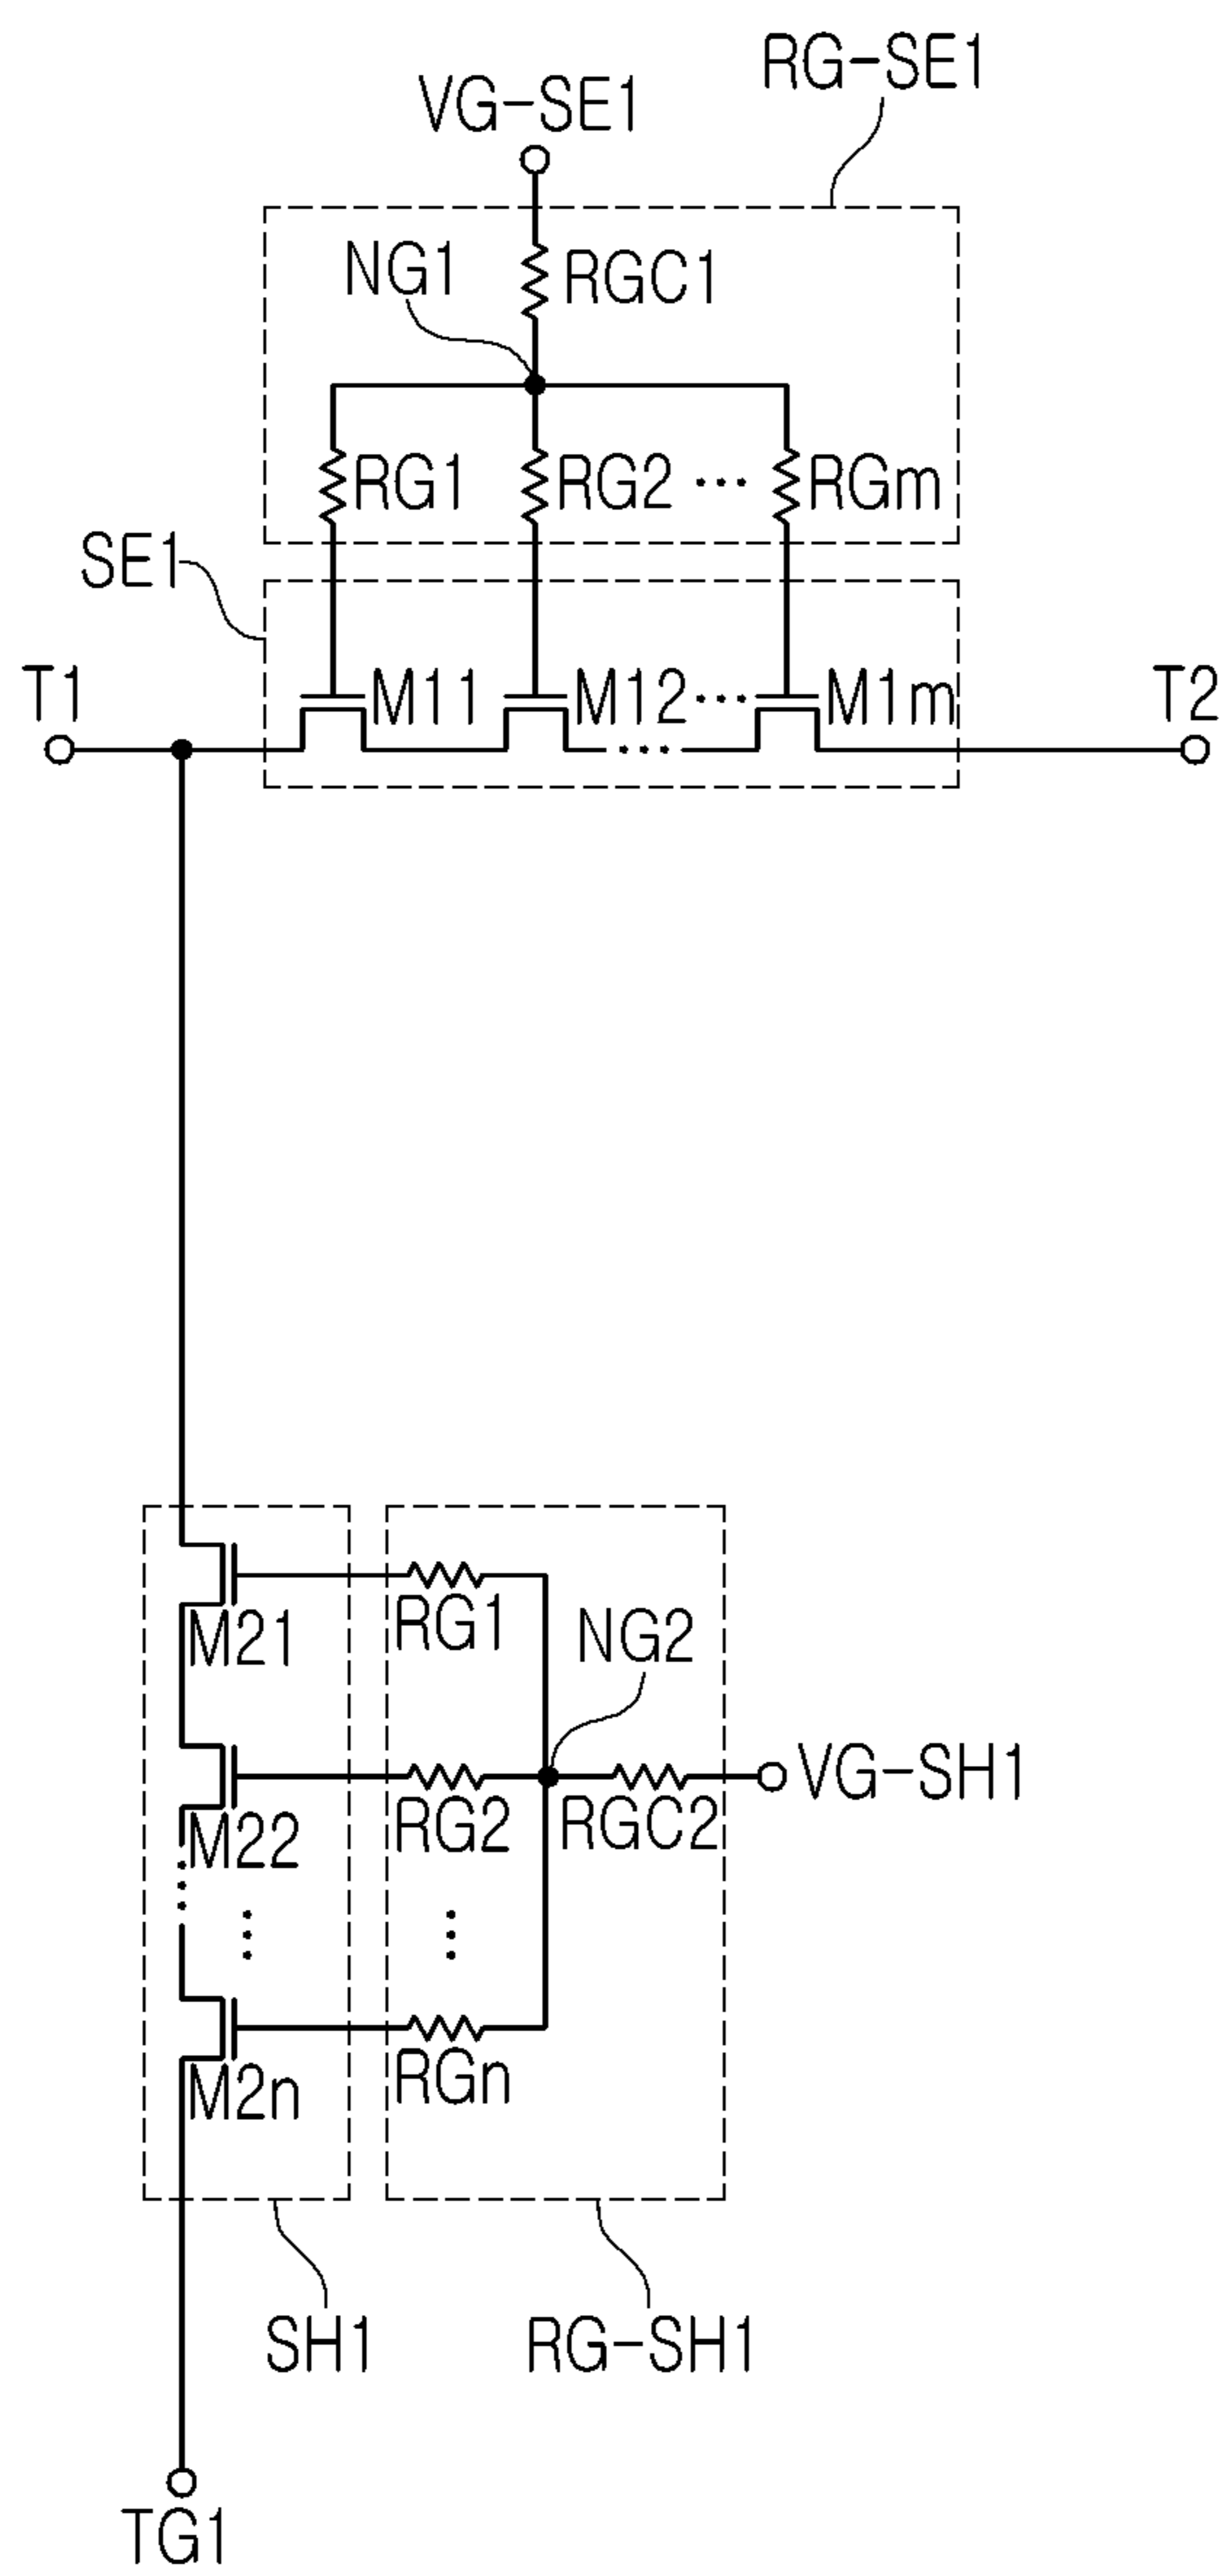 RG-SE1
VG-SE1
NG1 RGC1
RG1 RG2 ··· RGm
SE1
T1 M11 M12 ··· M1m T2
···
M21 RG1 NG2
M22 RG2 RGC2 VG-SH1
M2n RGn
SH1 RG-SH1
TG1